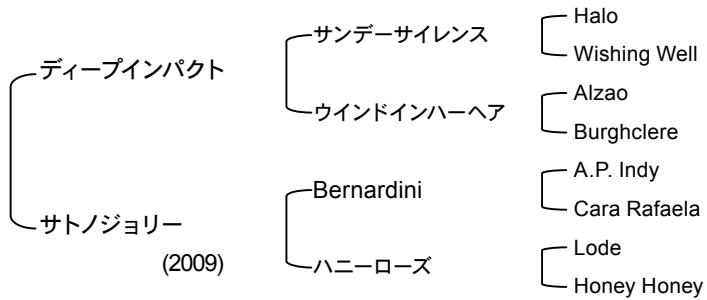 ディープインパクト
サトノジョリー
(2009)
サンデーサイレンス
ウインドインハーヘア
Bernardini
ハニーローズ
Halo
Wishing Well
Alzao
Burghclere
A.P. Indy
Cara Rafaela
Lode
Honey Honey